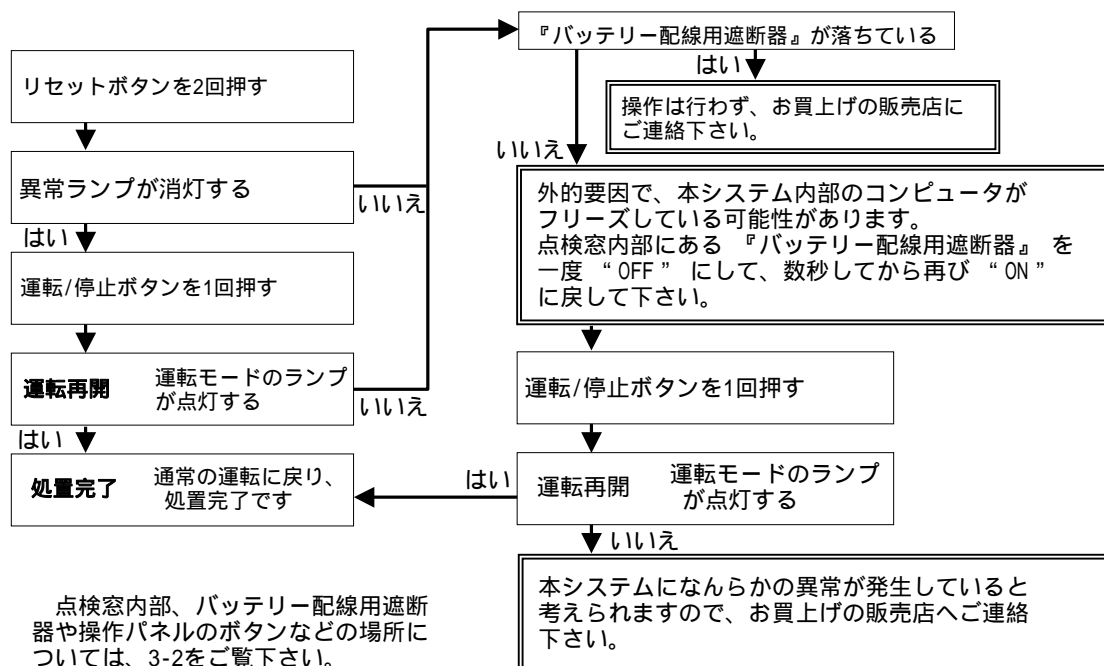 リセットボタンを2回押す
異常ランプが消灯する
いいえ
はい
運転/停止ボタンを1回押す
運転再開 運転モードのランプ
が点灯する
いいえ
はい
処置完了 通常の運転に戻り、
処置完了です
『バッテリー配線用遮断器』が落ちている
はい
操作は行わず、お買上げの販売店に
ご連絡下さい。
いいえ
外的要因で、本システム内部のコンピュータが
フリーズしている可能性があります。
点検窓内部にある 『バッテリー配線用遮断器』 を
一度 “OFF” にして、数秒してから再び “ON”
に戻して下さい。
運転/停止ボタンを1回押す
運転再開 運転モードのランプ
が点灯する
はい
いいえ
本システムになんらかの異常が発生していると
考えられますので、お買上げの販売店へご連絡
下さい。
点検窓内部、バッテリー配線用遮断
器や操作パネルのボタンなどの場所に
ついては、3-2をご覧下さい。